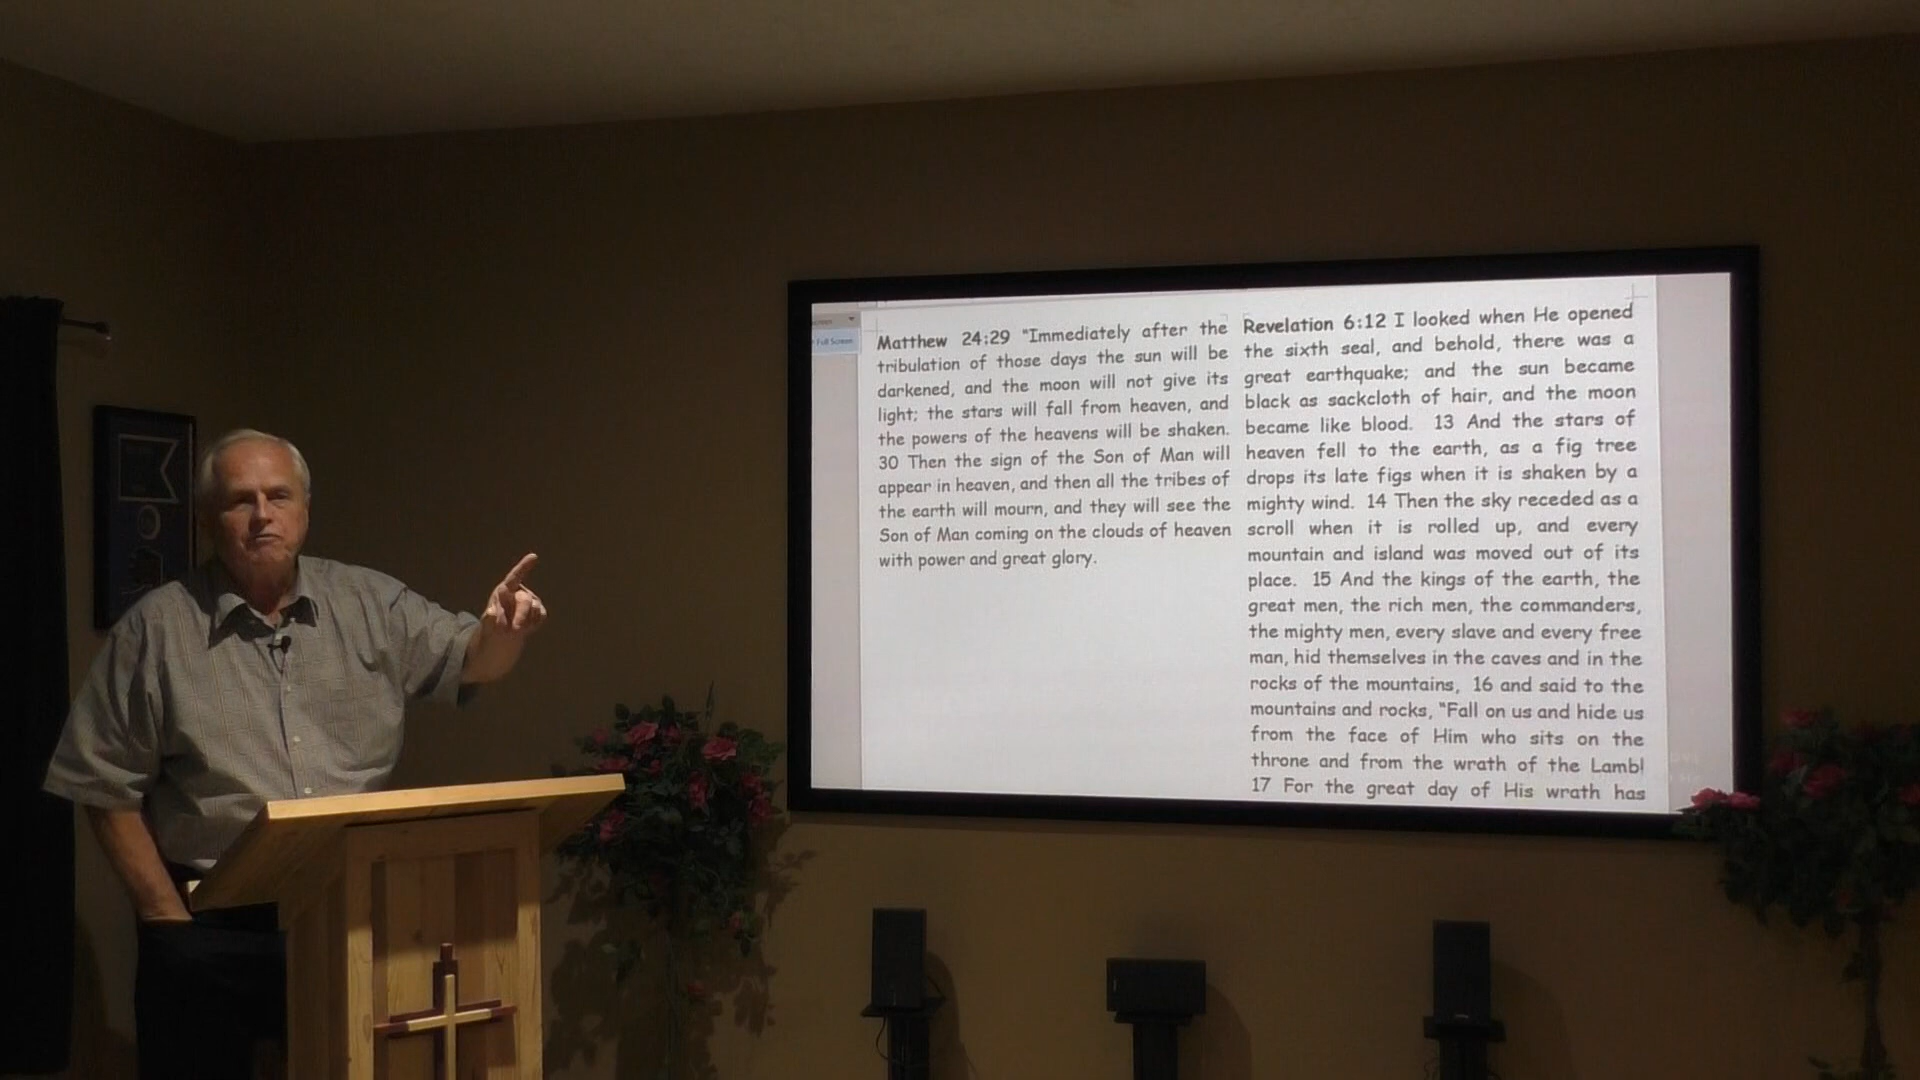 screen
Full Screen
Matthew 24:29 "Immediately after the
tribulation of those days the sun will be
darkened, and the moon will not give its
light; the stars will fall from heaven, and
the powers of the heavens will be shaken.
30 Then the sign of the Son of Man will
appear in heaven, and then all the tribes of
the earth will mourn, and they will see the
Son of Man coming on the clouds of heaven
with power and great glory.
Revelation 6:12 I looked when He opened
the sixth seal, and behold, there was a
great earthquake; and the sun became
black as sackcloth of hair, and the moon
became like blood. 13 And the stars of
heaven fell to the earth, as a fig tree
drops its late figs when it is shaken by a
mighty wind. 14 Then the sky receded as a
scroll when it is rolled up, and every
mountain and island was moved out of its
place. 15 And the kings of the earth, the
great men, the rich men, the commanders,
the mighty men, every slave and every free
man, hid themselves in the caves and in the
rocks of the mountains, 16 and said to the
mountains and rocks, "Fall on us and hide us
from the face of Him who sits on the
throne and from the wrath of the Lamb!
17 For the great day of His wrath has